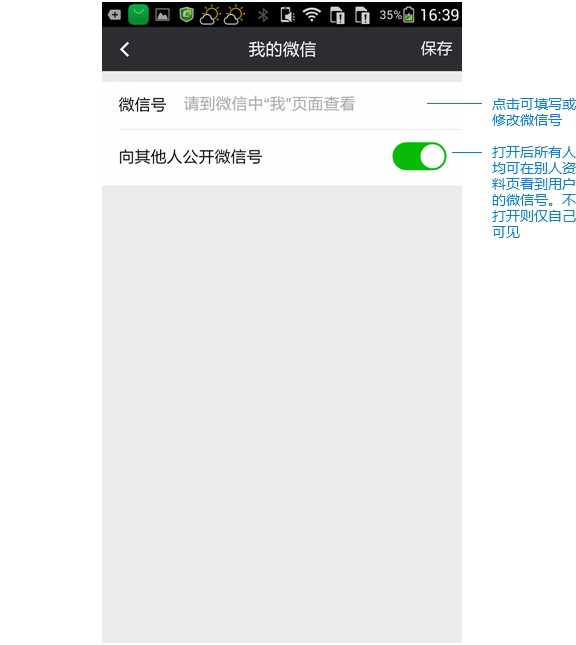 35% 16:39
我的微信 保存
微信号 请到微信中“我”页面查看
向其他人公开微信号
点击可填写或
修改微信号
打开后所有人
均可在别人资
料页看到用户
的微信号。不
打开则仅自己
可见